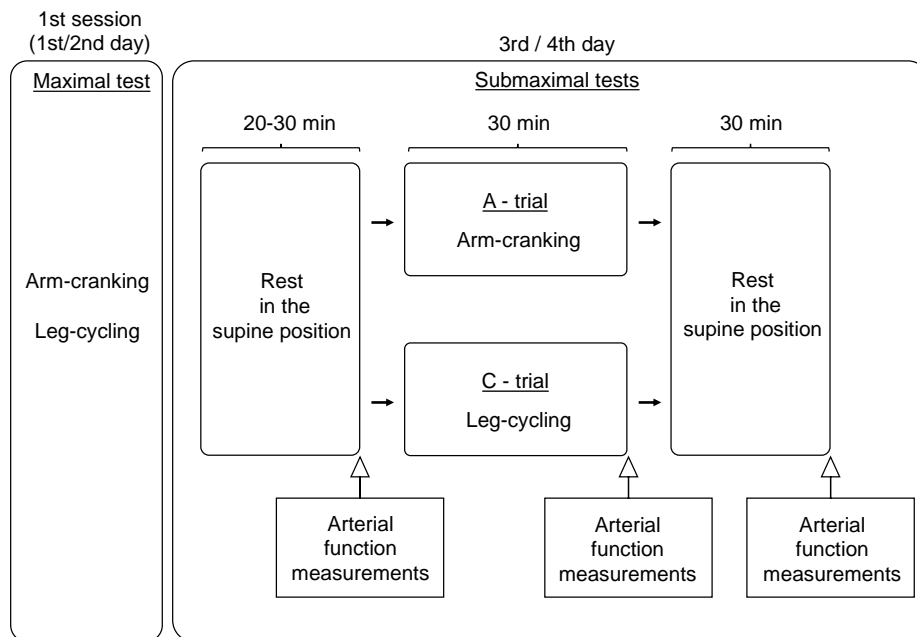 1st session
(1st/2nd day)
Maximal test
Arm-cranking
Leg-cycling
3rd / 4th day
Submaximal tests
20-30 min
30 min
30 min
Rest
in the
supine position
A - trial
Arm-cranking
C - trial
Leg-cycling
Rest
in the
supine position
Arterial
function
measurements
Arterial
function
measurements
Arterial
function
measurements